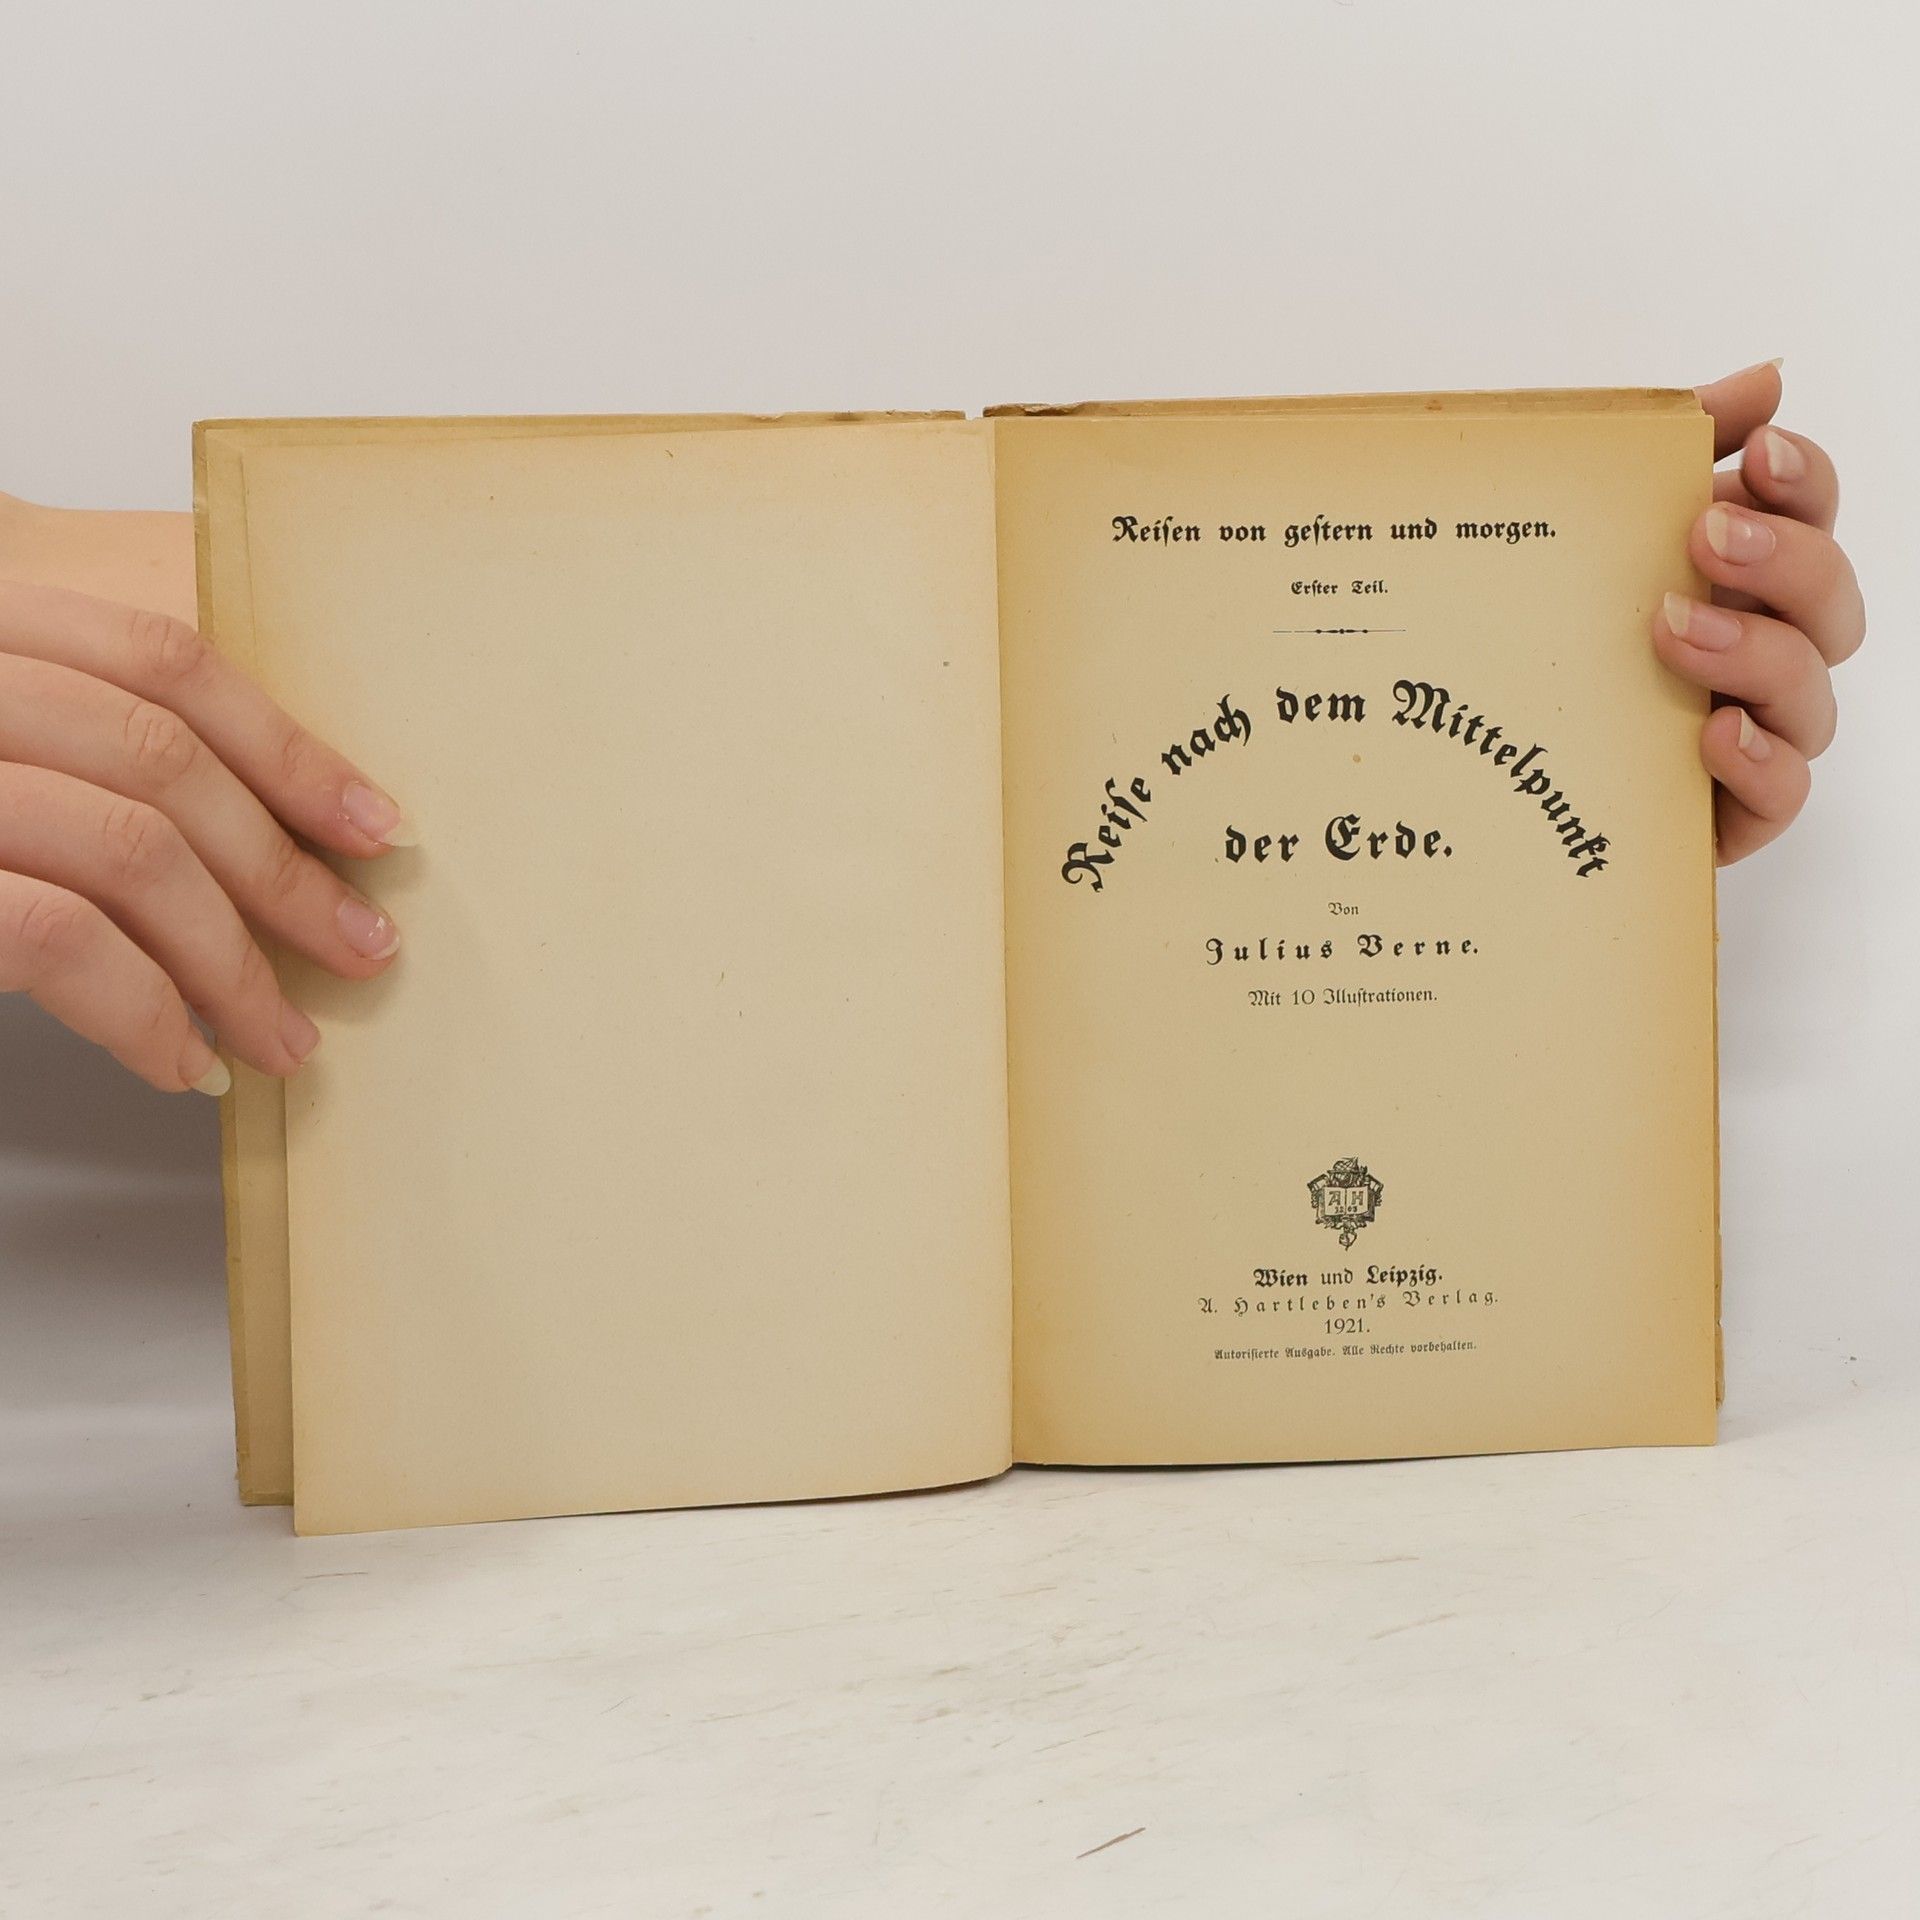 Reiſen von geſtern und morgen.
Erſter Teil.
Reiſe nach dem Mittelpunkt
der Erde.
Von
Julius Verne.
Mit 10 Illuſtrationen.
A H
Wien und Leipzig.
A. Hartleben's Verlag.
1921.
Autoriſierte Ausgabe. Alle Rechte vorbehalten.